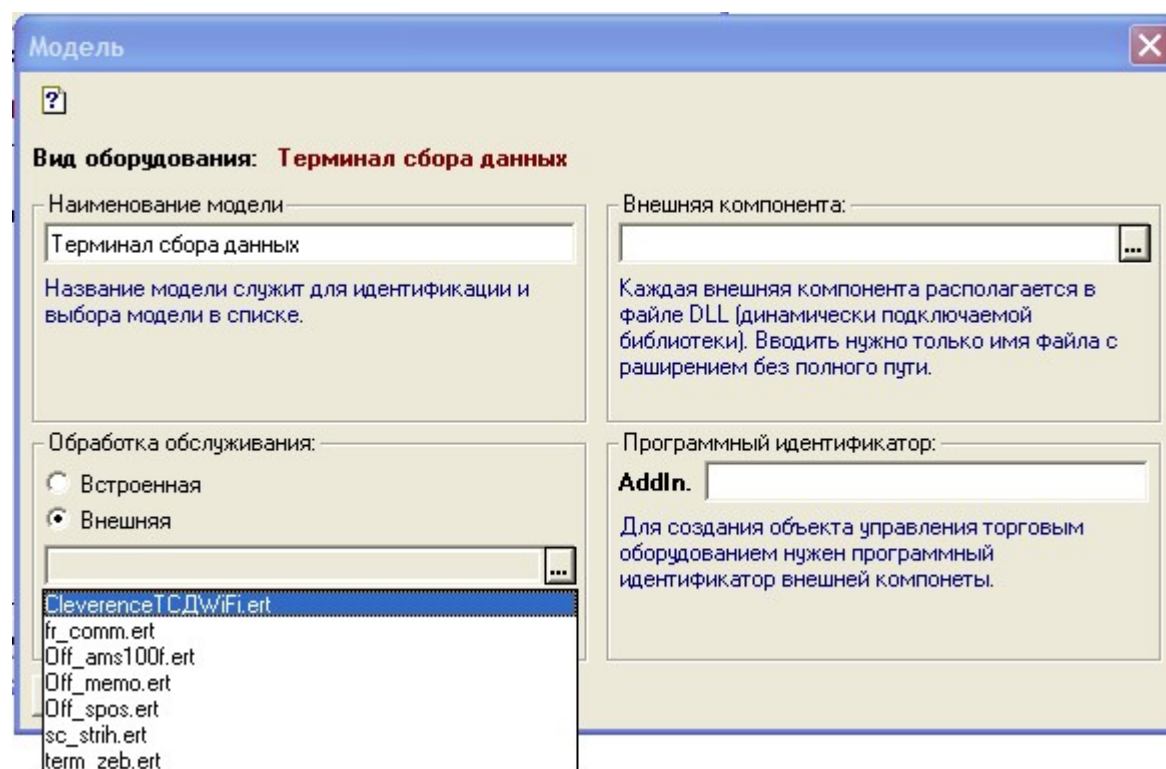 Модель
Вид оборудования: Терминал сбора данных
Наименование модели
Терминал сбора данных
Название модели служит для идентификации и
выбора модели в списке.
Внешняя компонента:
...
Каждая внешняя компонента располагается в
файле DLL (динамически подключаемой
библиотеки). Вводить нужно только имя файла с
раширением без полного пути.
Обработка обслуживания:
Встроенная
Внешняя
...
CleverenceТСДWiFi.ert
fr_comm.ert
Off_ams100f.ert
Off_memo.ert
Off_spos.ert
sc_strih.ert
term_zeb.ert
Программный идентификатор:
AddIn.
Для создания объекта управления торговым
оборудованием нужен программный
идентификатор внешней компонеты.